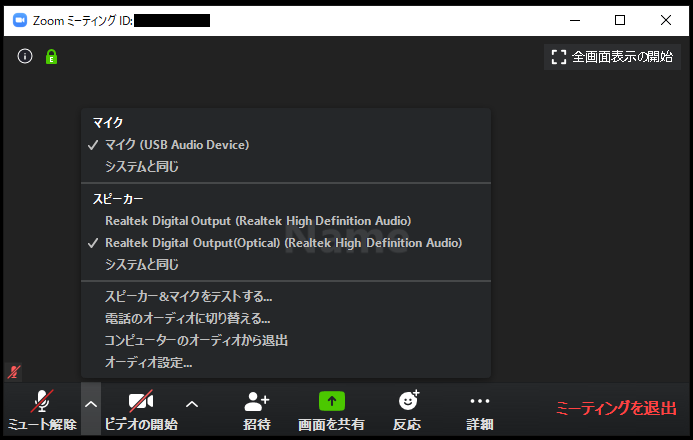 Zoom ミーティング ID:
全画面表示の開始
マイク
マイク (USB Audio Device)
システムと同じ
スピーカー
Realtek Digital Output (Realtek High Definition Audio)
Name
Realtek Digital Output(Optical) (Realtek High Definition Audio)
システムと同じ
スピーカー&マイクをテストする...
電話のオーディオに切り替える...
コンピューターのオーディオから退出
オーディオ設定...
ミュート解除
ビデオの開始
招待
画面を共有
反応
詳細
ミーティングを退出